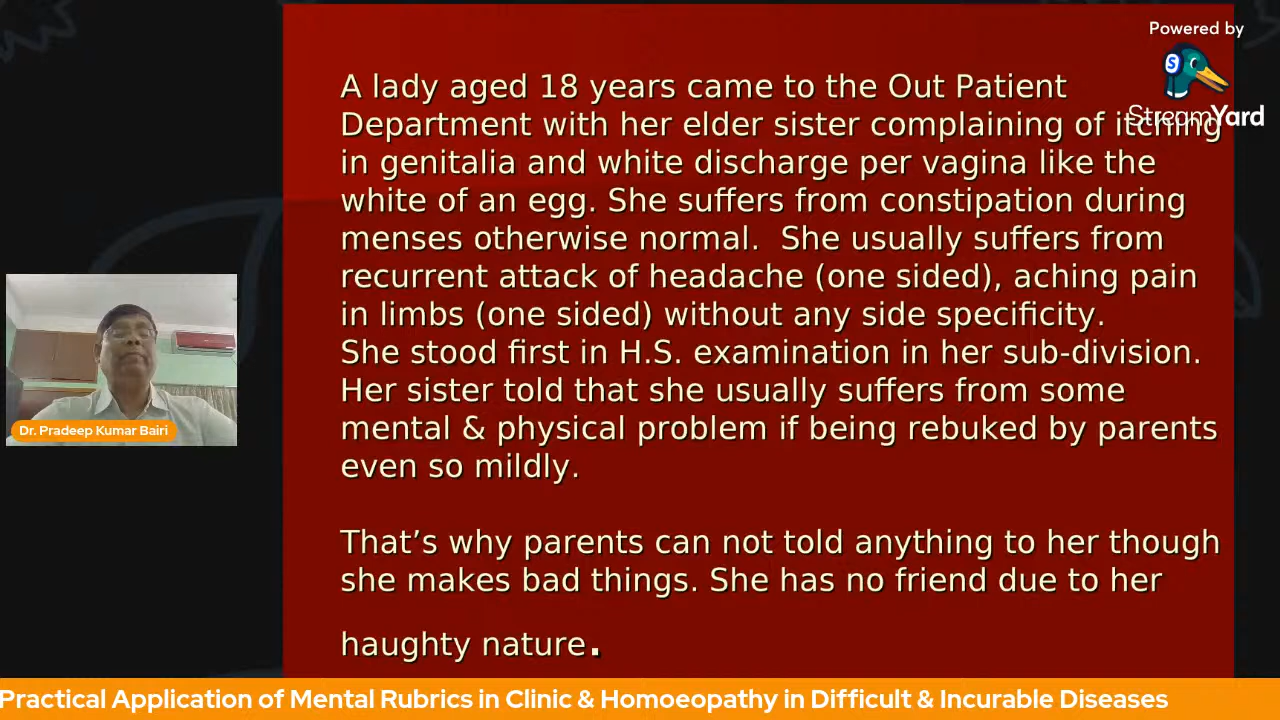 Powered by
StreamYard
A lady aged 18 years came to the Out Patient
Department with her elder sister complaining of itching
in genitalia and white discharge per vagina like the
white of an egg. She suffers from constipation during
menses otherwise normal.  She usually suffers from
recurrent attack of headache (one sided), aching pain
in limbs (one sided) without any side specificity.
She stood first in H.S. examination in her sub-division.
Her sister told that she usually suffers from some
mental & physical problem if being rebuked by parents
even so mildly.
That's why parents can not told anything to her though
she makes bad things. She has no friend due to her
haughty nature.
Dr. Pradeep Kumar Bairi
Practical Application of Mental Rubrics in Clinic & Homoeopathy in Difficult & Incurable Diseases